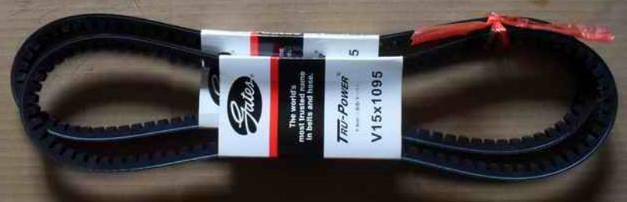 Gates
The world's
most trusted name
in belts and hose.
TRU-POWER
V15x1095
5